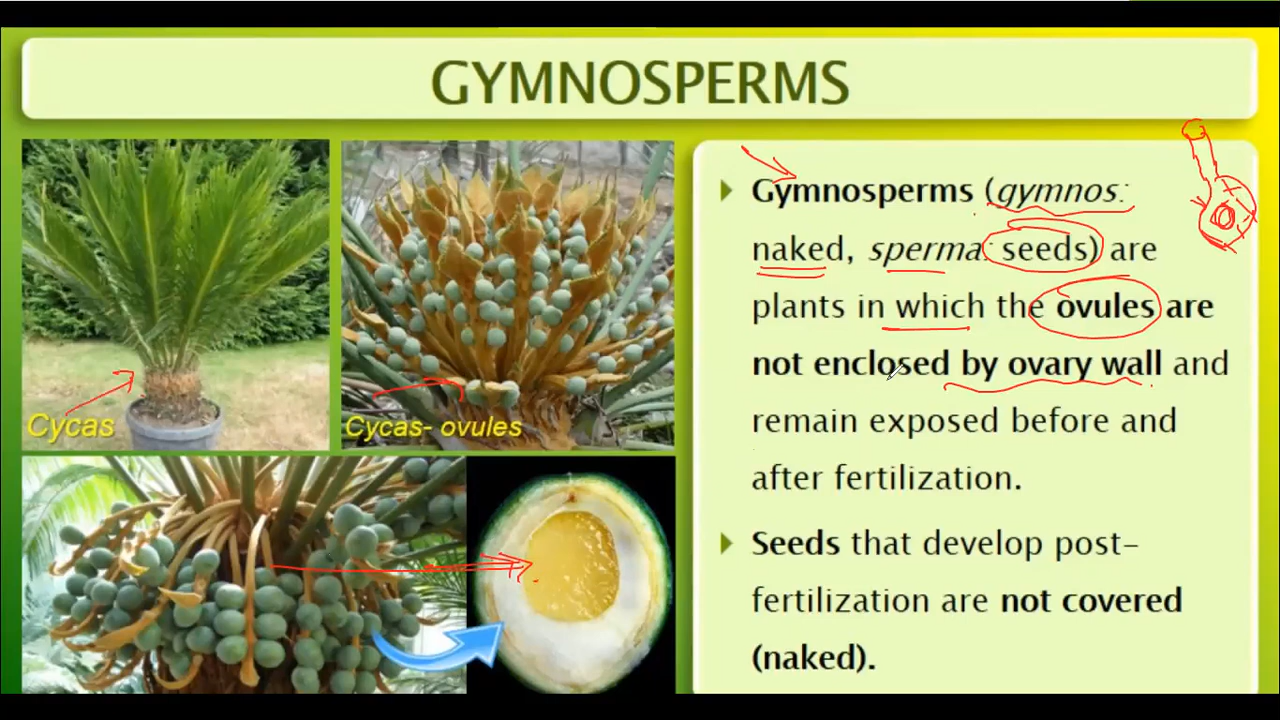 GYMNOSPERMS
Cycas
Cycas- ovules
Gymnosperms (gymnos:
naked, sperma: seeds) are
plants in which the ovules are
not enclosed by ovary wall and
remain exposed before and
after fertilization.
Seeds that develop post-
fertilization are not covered
(naked).